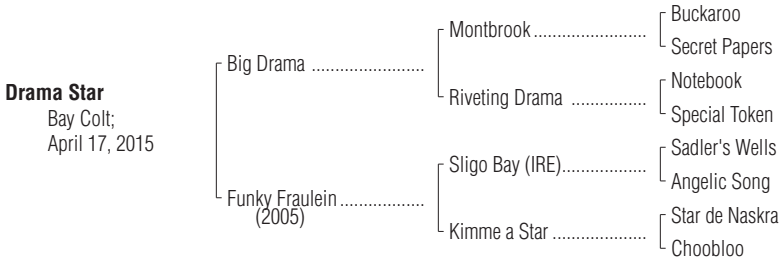 Drama Star
Bay Colt;
April 17, 2015
Big Drama ........................
Funky Fraulein ..................
(2005)
Montbrook ........................
Riveting Drama ................
Sligo Bay (IRE)..................
Kimme a Star ....................
Buckaroo
Secret Papers
Notebook
Special Token
Sadler's Wells
Angelic Song
Star de Naskra
Choobloo